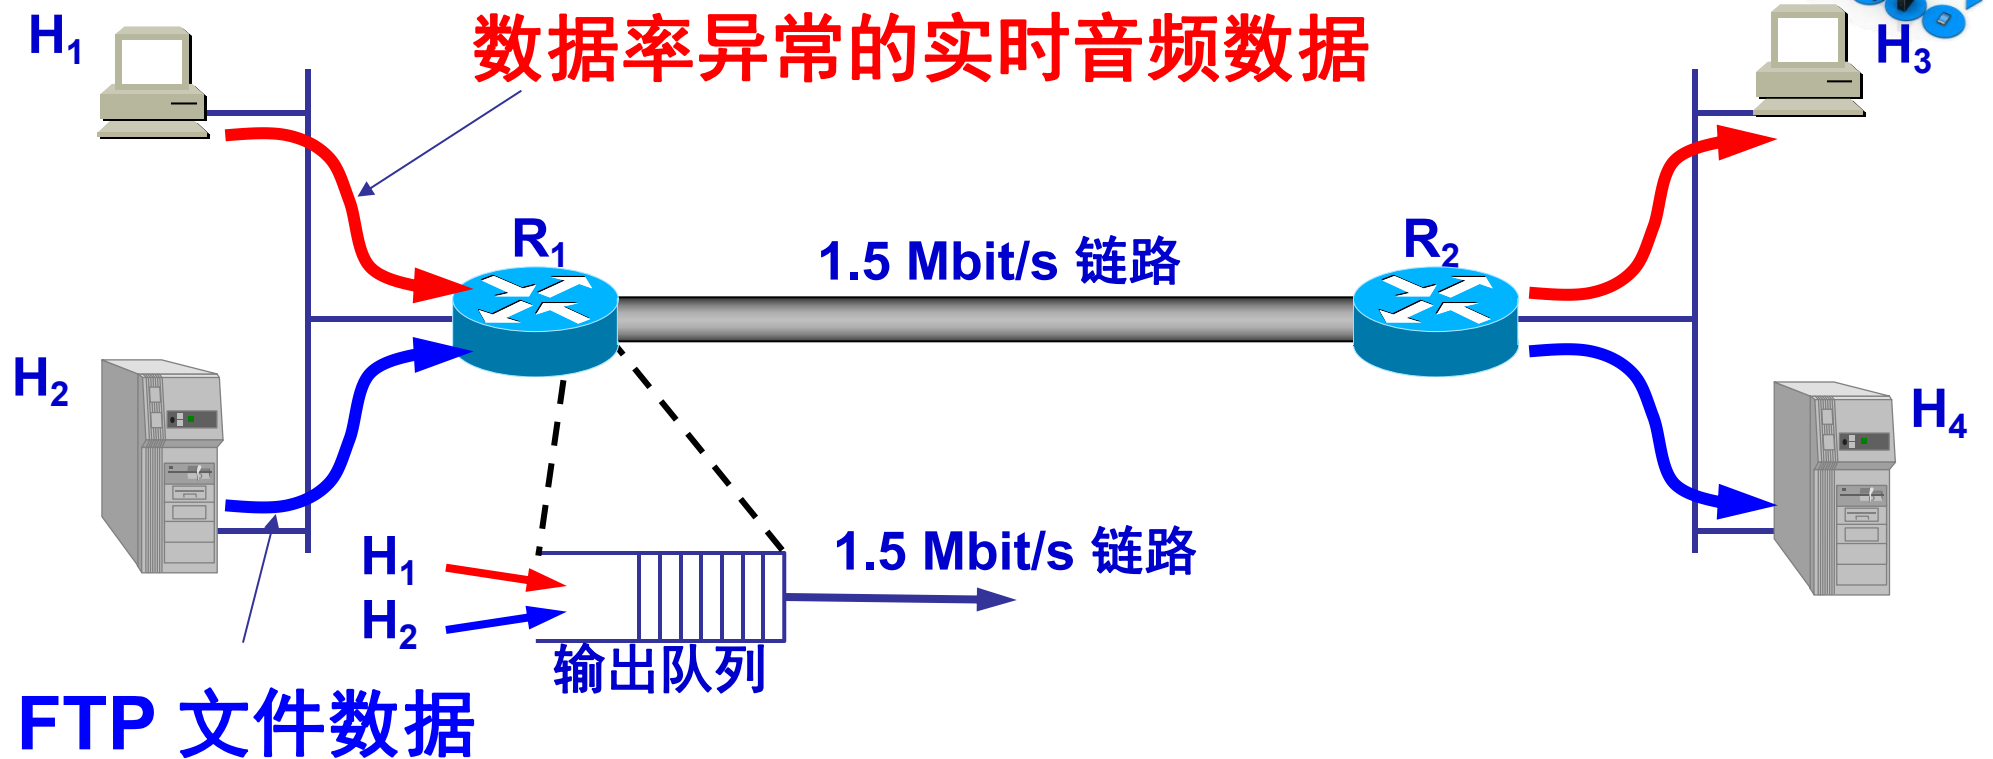 H1
数据率异常的实时音频数据
H3
R1
1.5 Mbit/s 链路
R2
H2
H4
H1
1.5 Mbit/s 链路
H2
输出队列
FTP 文件数据